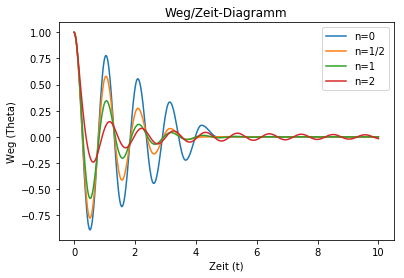 Weg/Zeit-Diagramm
1.00
0.75
0.50
0.25
0.00
−0.25
−0.50
−0.75
Weg (Theta)
n=0
n=1/2
n=1
n=2
0 2 4 6 8 10
Zeit (t)